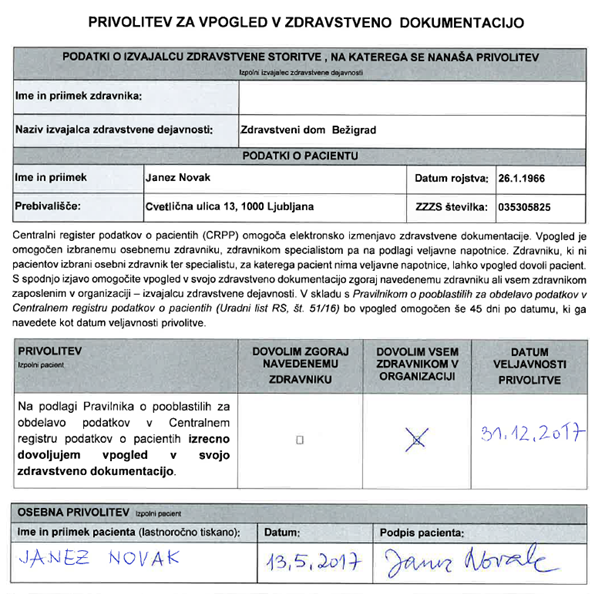 PRIVOLITEV ZA VPOGLED V ZDRAVSTVENO DOKUMENTACIJO
PODATKI O IZVAJALCU ZDRAVSTVENE STORITVE , NA KATEREGA SE NANAŠA PRIVOLITEV
Izpolni izvajalec zdravstvene dejavnosti
Ime in priimek zdravnika:
Naziv izvajalca zdravstvene dejavnosti: Zdravstveni dom Bežigrad
PODATKI O PACIENTU
Ime in priimek Janez Novak Datum rojstva: 26.1.1966
Prebivališče: Cvetlična ulica 13, 1000 Ljubljana ZZZS številka: 035305825
Centralni register podatkov o pacientih (CRPP) omogoča elektronsko izmenjavo zdravstvene dokumentacije. Vpogled je
omogočen izbranemu osebnemu zdravniku, zdravnikom specialistom pa na podlagi veljavne napotnice. Zdravniku, ki ni
pacientov izbrani osebni zdravnik ter specialistu, za katerega pacient nima veljavne napotnice, lahko vpogled dovoli pacient.
S spodnjo izjavo omogočite vpogled v svojo zdravstveno dokumentacijo zgoraj navedenemu zdravniku ali vsem zdravnikom
zaposlenim v organizaciji – izvajalcu zdravstvene dejavnosti. V skladu s Pravilnikom o pooblastilih za obdelavo podatkov v
Centralnem registru podatkov o pacientih (Uradni list RS, št. 51/16) bo vpogled omogočen še 45 dni po datumu, ki ga
navedete kot datum veljavnosti privolitve.
PRIVOLITEV
Izpolni pacient
DOVOLIM ZGORAJ
NAVEDENEMU
ZDRAVNIKU
DOVOLIM VSEM
ZDRAVNIKOM V
ORGANIZACIJI
DATUM
VELJAVNOSTI
PRIVOLITVE
Na podlagi Pravilnika o pooblastilih za
obdelavo podatkov v Centralnem
registru podatkov o pacientih izrecno
dovoljujem vpogled v svojo
zdravstveno dokumentacijo.
31.12.2017
OSEBNA PRIVOLITEV Izpolni pacient
Ime in priimek pacienta (lastnoročno tiskano): Datum: Podpis pacienta:
JANEZ NOVAK 13.5.2017 Janez Novak